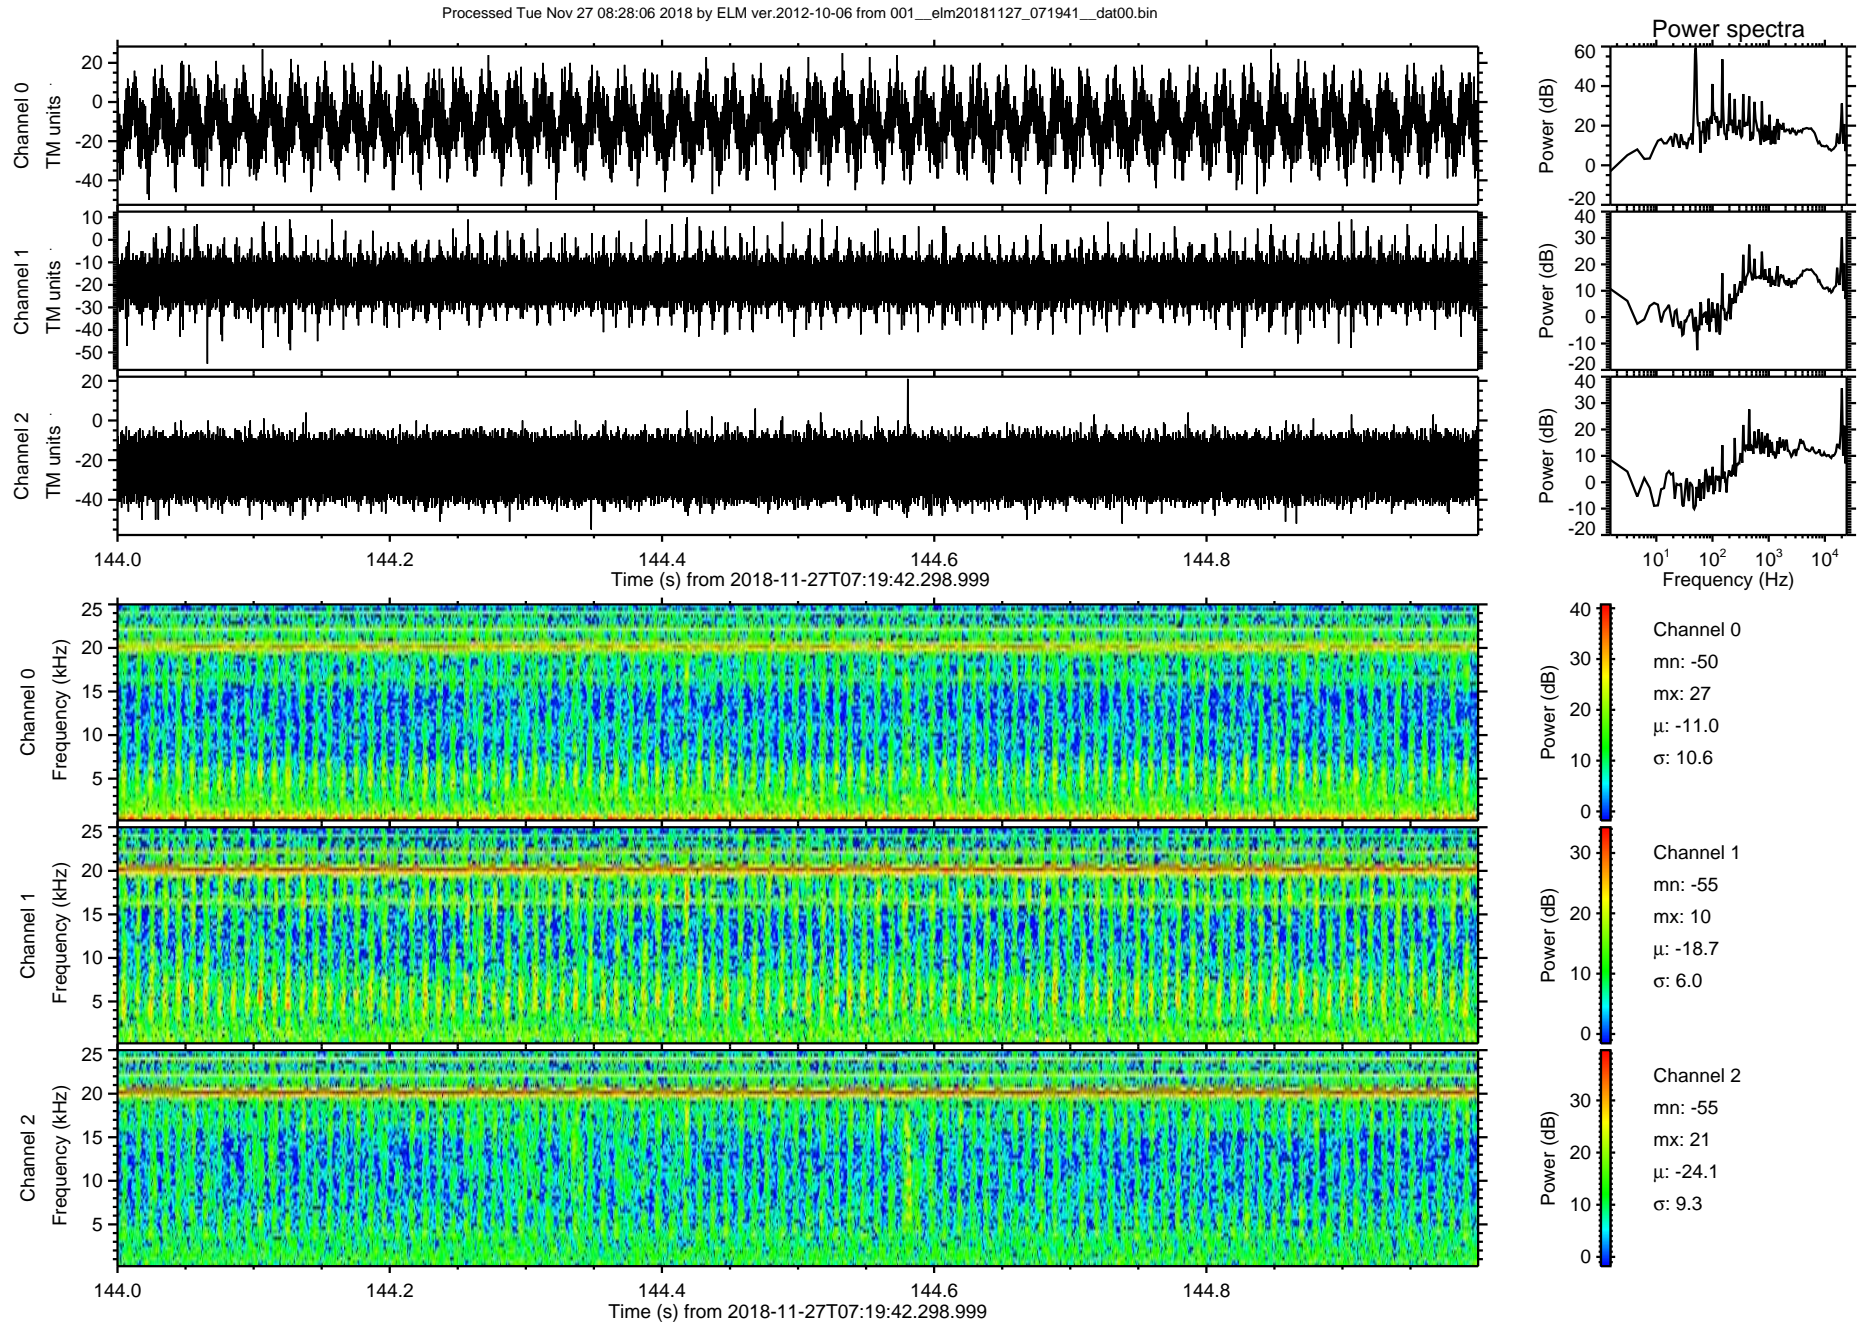 Processed Tue Nov 27 08:28:06 2018 by ELM ver.2012-10-06 from 001__elm20181127_071941__dat00.bin
Power spectra
Channel 0
TM units
20
0
-20
-40
Power (dB)
60
40
20
0
-20
Channel 1
TM units
10
0
-10
-20
-30
-40
-50
Power (dB)
40
30
20
10
0
-10
-20
Channel 2
TM units
20
0
-20
-40
Power (dB)
40
30
20
10
0
-10
-20
144.0 144.2 144.4 144.6 144.8
Time (s) from 2018-11-27T07:19:42.298.999
10^1 10^2 10^3 10^4
Frequency (Hz)
Channel 0
Frequency (kHz)
25
20
15
10
5
Power (dB)
40
30
20
10
0
Channel 0
mn: -50
mx: 27
μ: -11.0
σ: 10.6
Channel 1
Frequency (kHz)
25
20
15
10
5
Power (dB)
30
20
10
0
Channel 1
mn: -55
mx: 10
μ: -18.7
σ: 6.0
Channel 2
Frequency (kHz)
25
20
15
10
5
Power (dB)
30
20
10
0
Channel 2
mn: -55
mx: 21
μ: -24.1
σ: 9.3
144.0 144.2 144.4 144.6 144.8
Time (s) from 2018-11-27T07:19:42.298.999